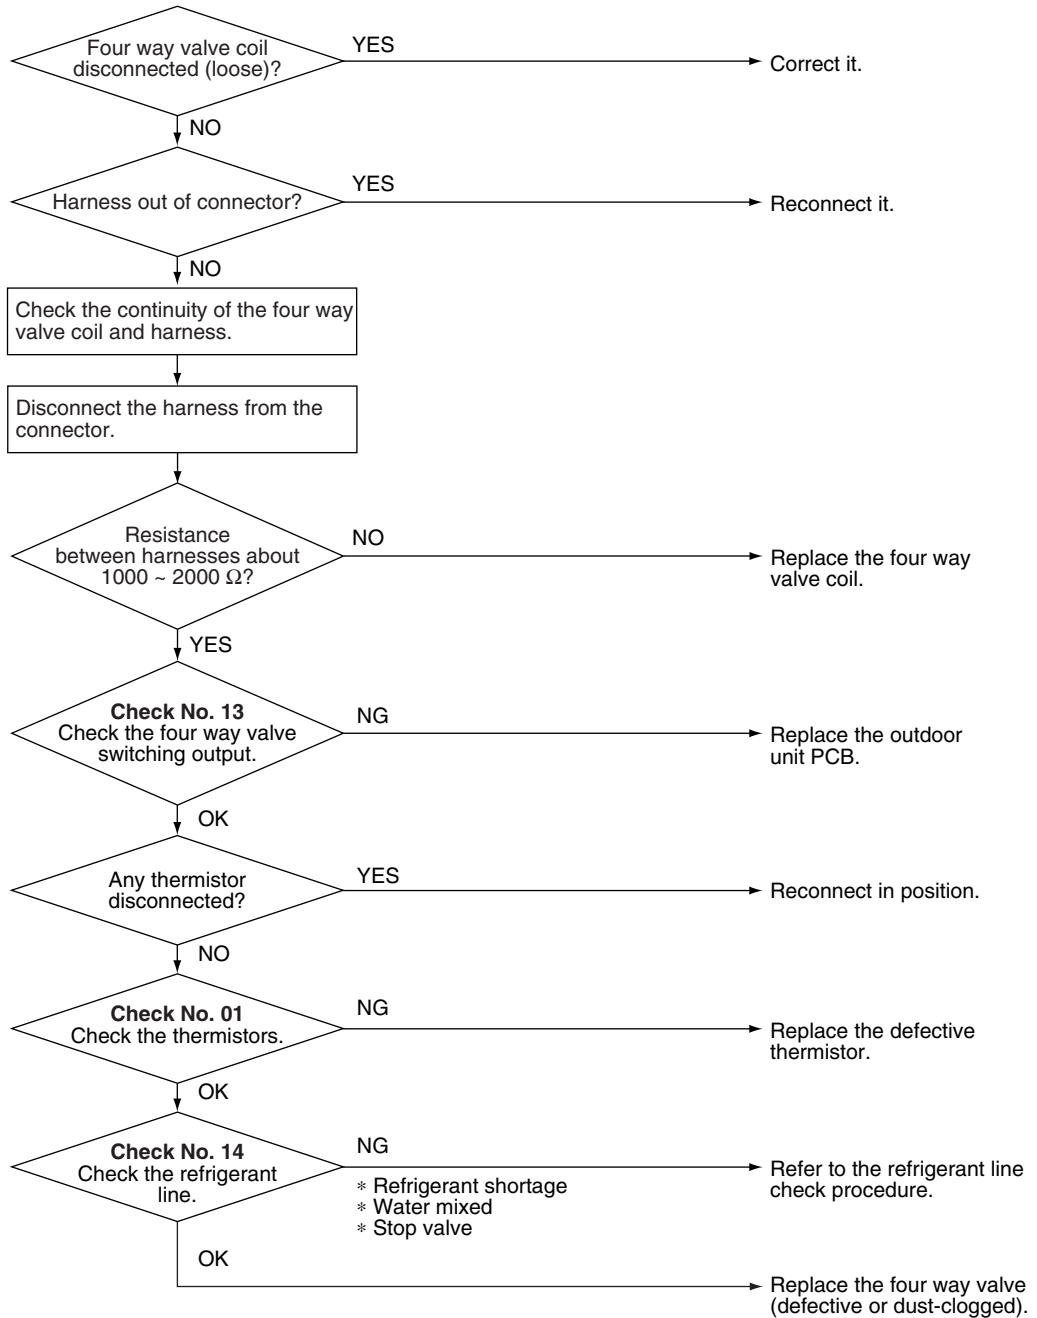 Four way valve coil
disconnected (loose)?
YES
Correct it.
NO
Harness out of connector?
YES
Reconnect it.
NO
Check the continuity of the four way
valve coil and harness.
Disconnect the harness from the
connector.
Resistance
between harnesses about
1000 ~ 2000 Ω?
NO
Replace the four way
valve coil.
YES
Check No. 13
Check the four way valve
switching output.
NG
Replace the outdoor
unit PCB.
OK
Any thermistor
disconnected?
YES
Reconnect in position.
NO
Check No. 01
Check the thermistors.
NG
Replace the defective
thermistor.
OK
Check No. 14
Check the refrigerant
line.
NG
∗ Refrigerant shortage
∗ Water mixed
∗ Stop valve
Refer to the refrigerant line
check procedure.
OK
Replace the four way valve
(defective or dust-clogged).